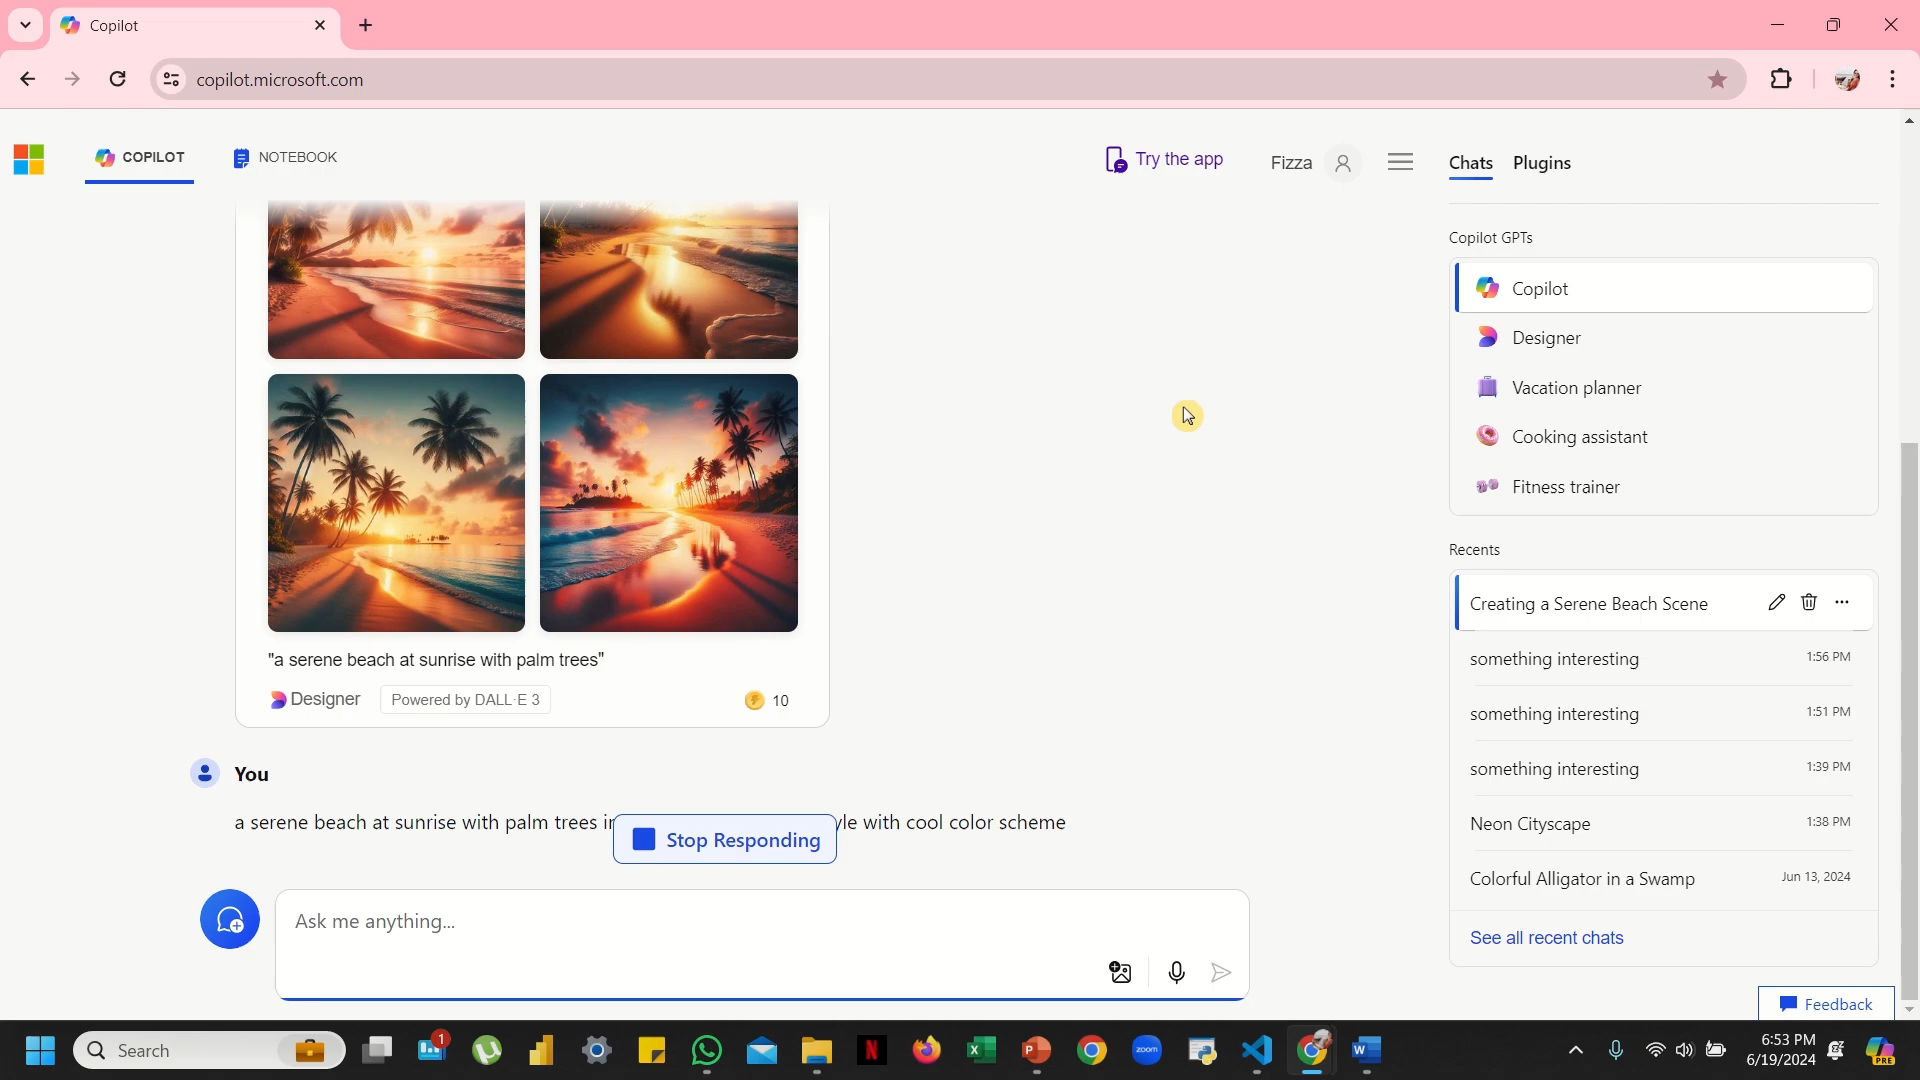 Copilot
copilot.microsoft.com
COPILOT
NOTEBOOK
Try the app
Fizza
Chats
Plugins
Copilot GPTs
Copilot
Designer
Vacation planner
Cooking assistant
Fitness trainer
Recents
Creating a Serene Beach Scene
something interesting 1:56 PM
something interesting 1:51 PM
something interesting 1:39 PM
Neon Cityscape 1:38 PM
Colorful Alligator in a Swamp Jun 13, 2024
See all recent chats
"a serene beach at sunrise with palm trees"
Designer
Powered by DALL·E 3
10
You
a serene beach at sunrise with palm trees with cool color scheme
Stop Responding
Ask me anything...
Feedback
Search
1
zoom
6:53 PM
6/19/2024
PRE